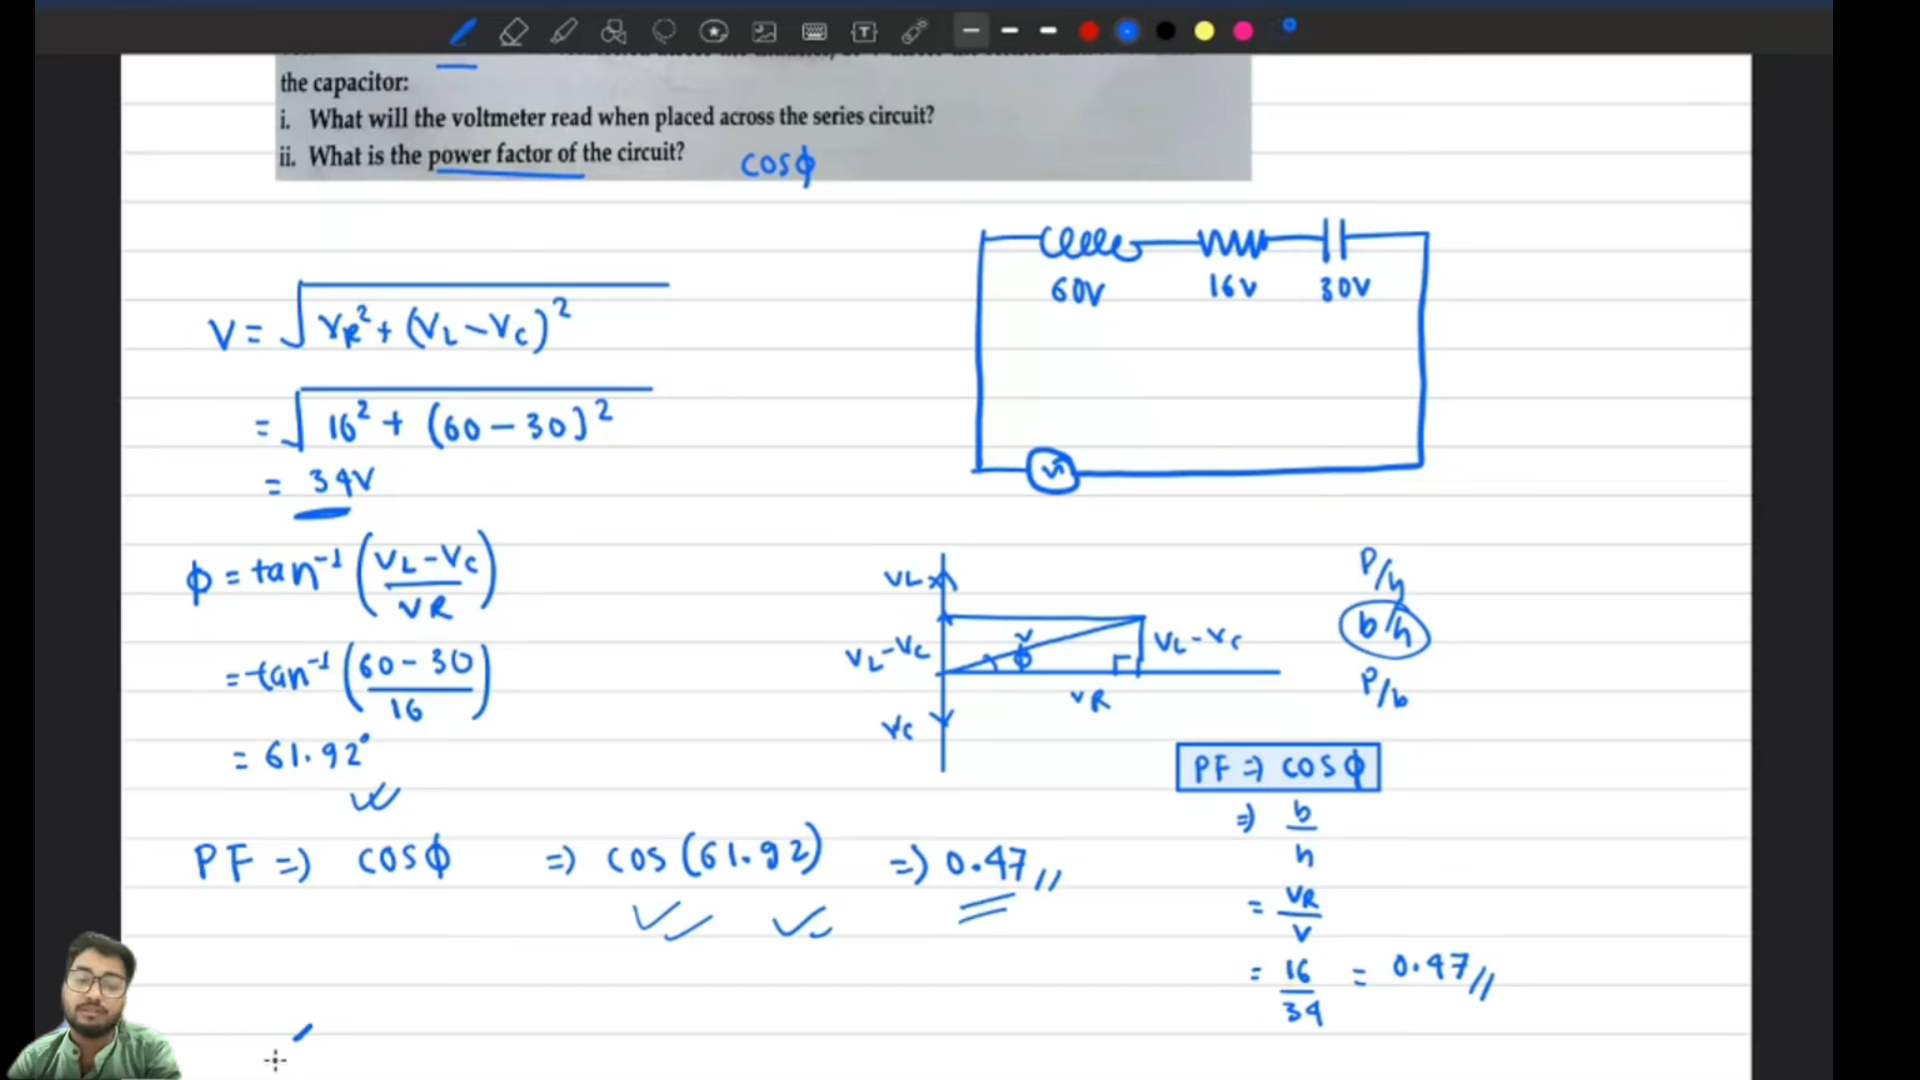 the capacitor:
i. What will the voltmeter read when placed across the series circuit?
ii. What is the power factor of the circuit?
cosϕ
60V 16V 30V
V = √(VR² + (VL - VC)²)
= √(16² + (60 - 30)²)
= 34V
ϕ = tan⁻¹ (VL - VC / VR)
= tan⁻¹ (60 - 30 / 16)
= 61.92°
PF => cosϕ => cos(61.92) => 0.47//
VL
VL - VC
VC
V
ϕ
VL - VC
VR
P/h
b/h
P/b
PF => cosϕ
=> b/h
= VR/V
= 16/34 = 0.47//